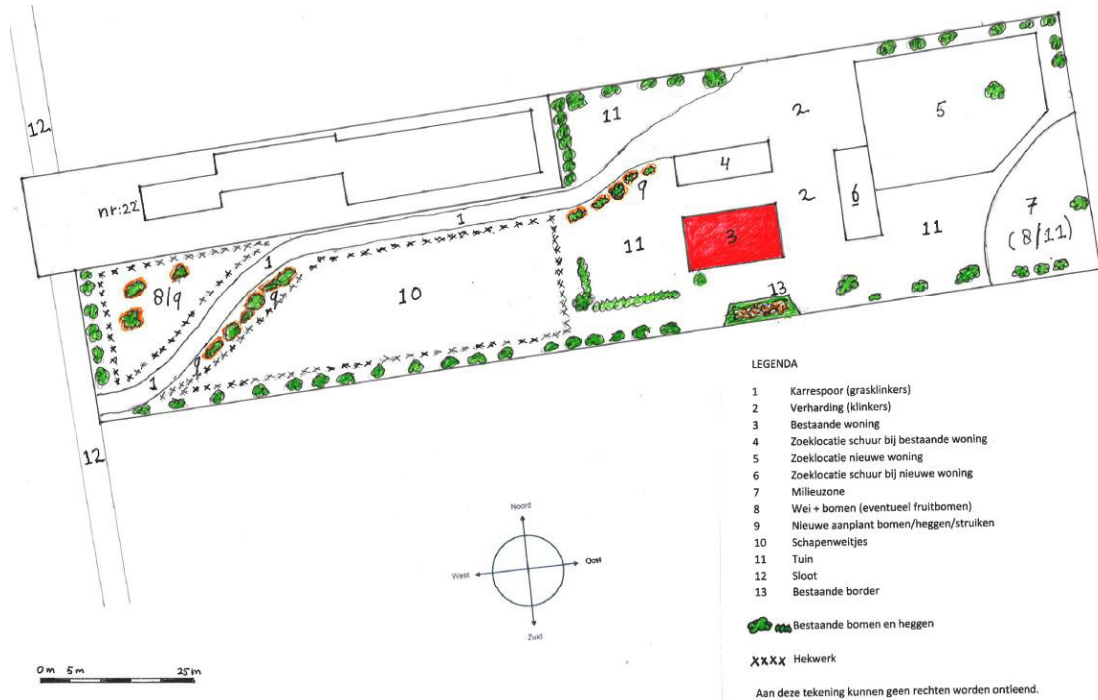 12
nr:22
11
2
5
4
9
1
2
6
7
(8/11)
3
11
11
8/9
1
9
10
13
1
12
LEGENDA
1 Karrespoor (grasklinkers)
2 Verharding (klinkers)
3 Bestaande woning
4 Zoeklocatie schuur bij bestaande woning
5 Zoeklocatie nieuwe woning
6 Zoeklocatie schuur bij nieuwe woning
7 Milieuzone
8 Wei + bomen (eventueel fruitbomen)
9 Nieuwe aanplant bomen/heggen/struiken
10 Schapenweitjes
11 Tuin
12 Sloot
13 Bestaande border
Bestaande bomen en heggen
XXXX Hekwerk
Aan deze tekening kunnen geen rechten worden ontleend.
Noord
West
Oost
Zuid
0m 5m 25m